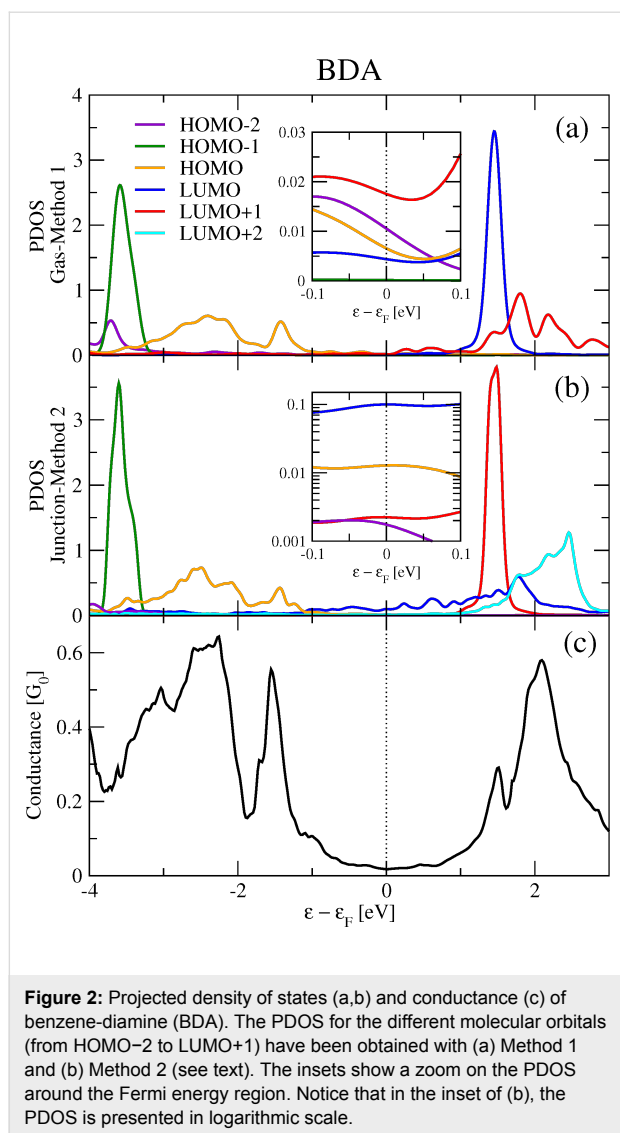 BDA
4
3
2
1
0
PDOS
Gas-Method 1
HOMO-2
HOMO-1
HOMO
LUMO
LUMO+1
LUMO+2
(a)
0.03
0.02
0.01
0
-0.1
0
0.1
ε − ε_F [eV]
3
2
1
0
PDOS
Junction-Method 2
(b)
0.1
0.01
0.001
-0.1
0
0.1
ε − ε_F [eV]
0.6
0.4
0.2
0
Conductance [G_0]
(c)
-4
-2
0
2
ε − ε_F [eV]
Figure 2: Projected density of states (a,b) and conductance (c) of
benzene-diamine (BDA). The PDOS for the different molecular orbitals
(from HOMO−2 to LUMO+1) have been obtained with (a) Method 1
and (b) Method 2 (see text). The insets show a zoom on the PDOS
around the Fermi energy region. Notice that in the inset of (b), the
PDOS is presented in logarithmic scale.